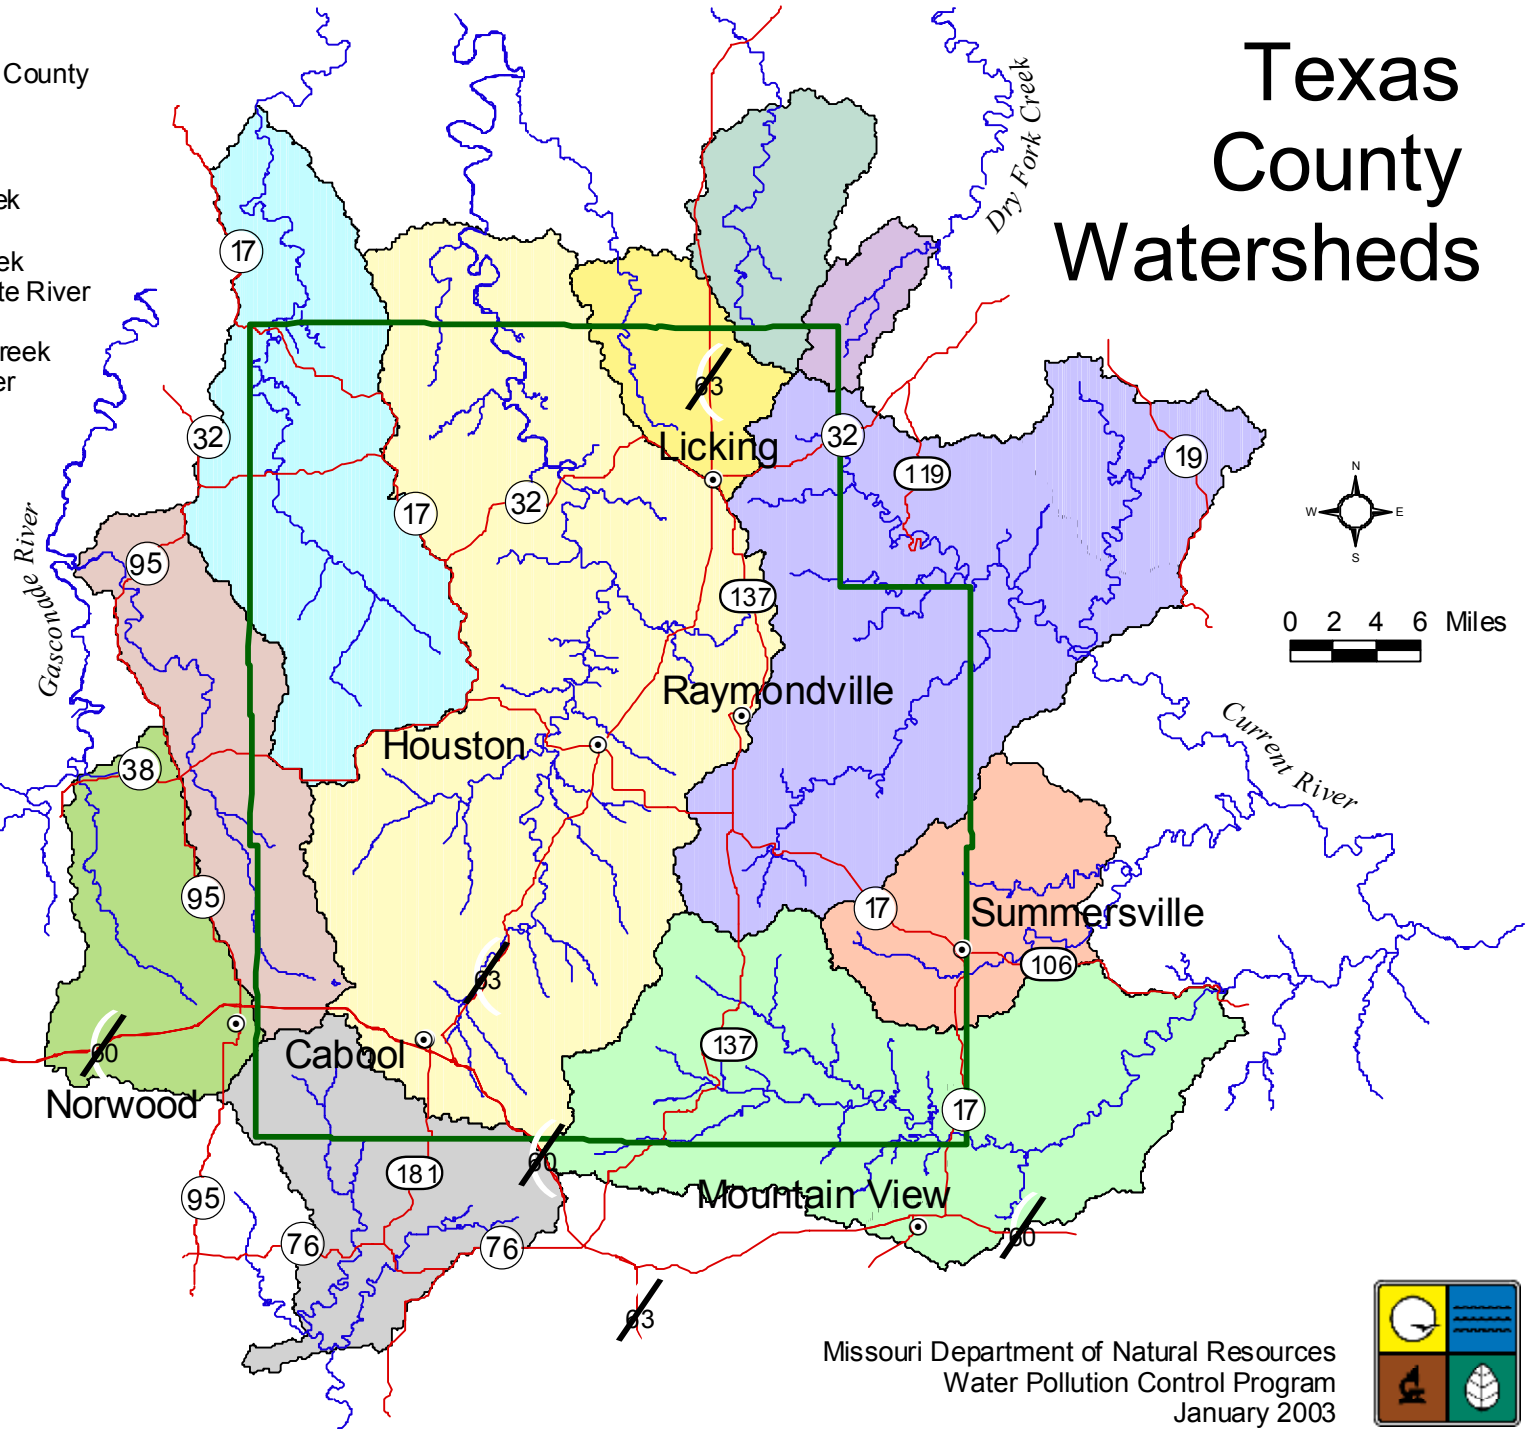 Texas
County
Watersheds
County
ek
ek
te River
reek
er
Dry Fork Creek
17
63
32
Licking
32
119
19
17
32
N
W
E
S
Gasconade River
95
137
0 2 4 6 Miles
Raymondville
Houston
Current River
38
95
17
Summersville
106
63
137
60
Cabool
Norwood
17
60
181
95
Mountain View
76
76
60
63
Missouri Department of Natural Resources
Water Pollution Control Program
January 2003